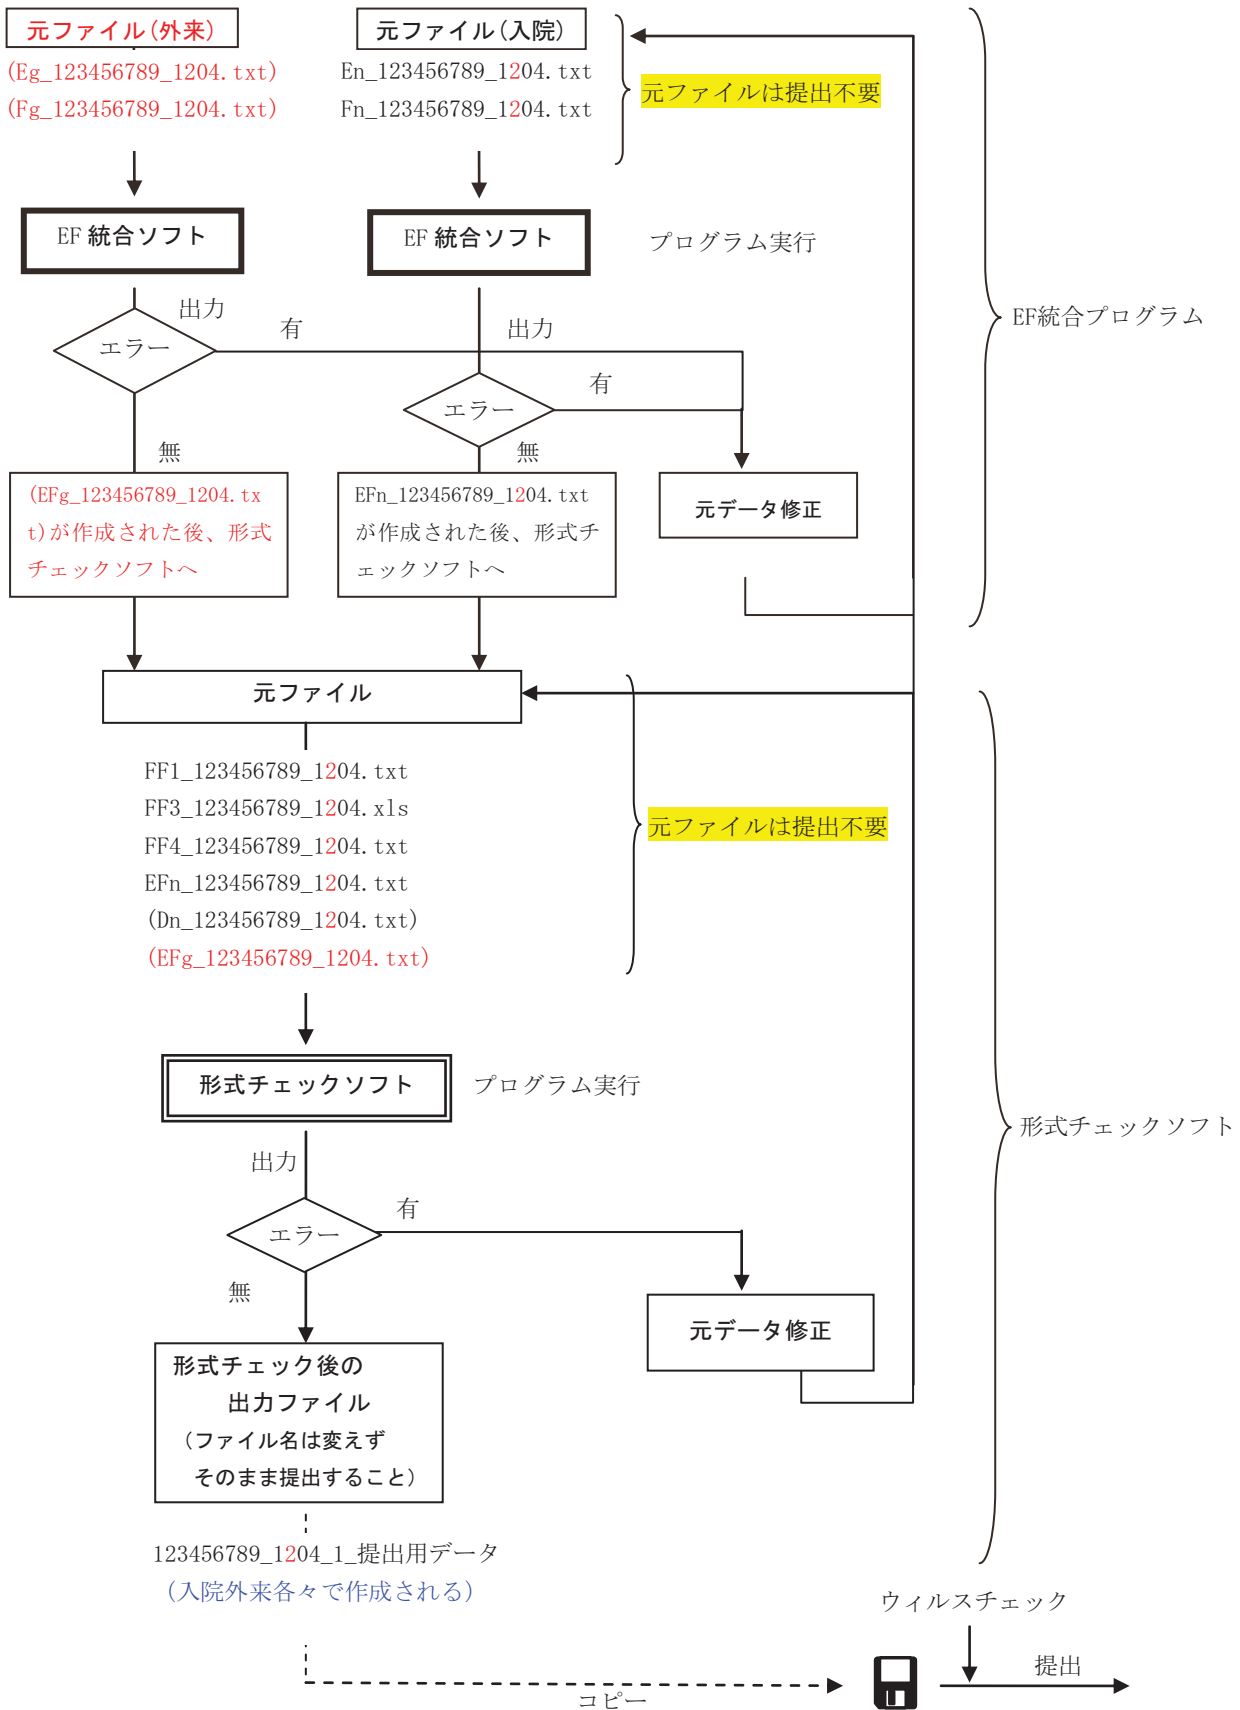 元ファイル(外来)
(Eg_123456789_1204.txt)
(Fg_123456789_1204.txt)
元ファイル(入院)
En_123456789_1204.txt
Fn_123456789_1204.txt
元ファイルは提出不要
EF統合ソフト
EF統合ソフト
プログラム実行
出力
エラー
有
無
出力
エラー
有
無
EF統合プログラム
(EFg_123456789_1204.tx
t)が作成された後、形式
チェックソフトへ
EFn_123456789_1204.txt
が作成された後、形式チ
ェックソフトへ
元データ修正
元ファイル
FF1_123456789_1204.txt
FF3_123456789_1204.xls
FF4_123456789_1204.txt
EFn_123456789_1204.txt
(Dn_123456789_1204.txt)
(EFg_123456789_1204.txt)
元ファイルは提出不要
形式チェックソフト
プログラム実行
形式チェックソフト
出力
エラー
有
無
元データ修正
形式チェック後の
出力ファイル
(ファイル名は変えず
そのまま提出すること)
123456789_1204_1_提出用データ
(入院外来各々で作成される)
ウィルスチェック
コピー
提出